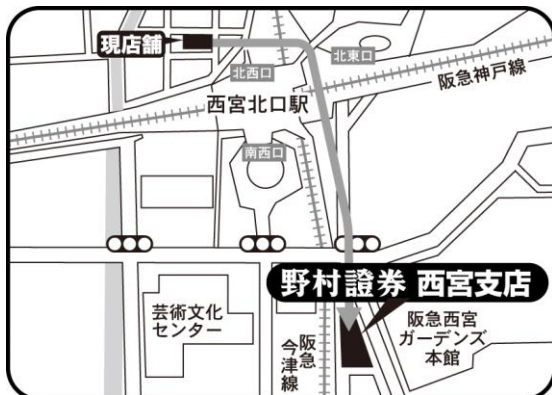 現店舗
北西口
北東口
阪急神戸線
西宮北口駅
南西口
野村證券 西宮支店
芸術文化
センター
阪急
今津線
阪急西宮
ガーデンズ
本館